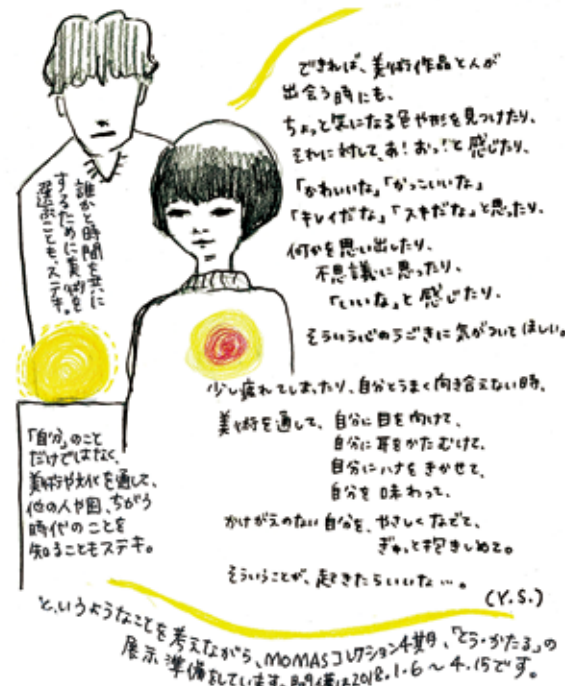 できれば、美術作品と人が
出会う時にも、
ちょっと気になる色や形を見つけたり、
それに対して、あ!おっ!と感じたり、
「かわいいな」「かっこいいな」
「キレイだな」「スキだな」と思ったり、
何かを思い出したり、
不思議に思ったり、
「いいな」と感じたり、
そういう心のうごきに気がついてほしい。
誰かと時間を共に
するために美術を
選ぶことも、ステキ。
少し疲れてしまったり、自分とうまく向き合えない時、
美術を通して、自分に目を向けて、
自分に耳をかたむけて、
自分にハナをきかせて、
自分を味わって、
かけがえのない自分を、やさしくなでて、
ぎゅっと抱きしめて。
そういうことが、起きたらいいな…。
(Y.S.)
「自分」のこと
だけではなく、
美術や文化を通して、
他の人や国、ちがう
時代のことを
知ることもステキ。
と、いうようなことを考えながら、MOMASコレクション4期目、「とう・かたる」の
展示準備をしています。開催は2018.1.6～4.15です。